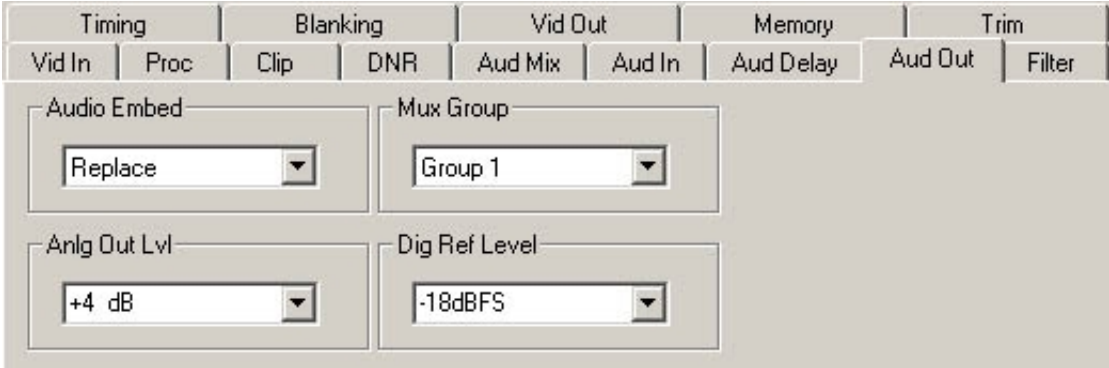 Timing Blanking Vid Out Memory Trim
Vid In Proc Clip DNR Aud Mix Aud In Aud Delay Aud Out Filter
Audio Embed Mux Group
Replace Group 1
Anlg Out Lvl Dig Ref Level
+4 dB -18dBFS